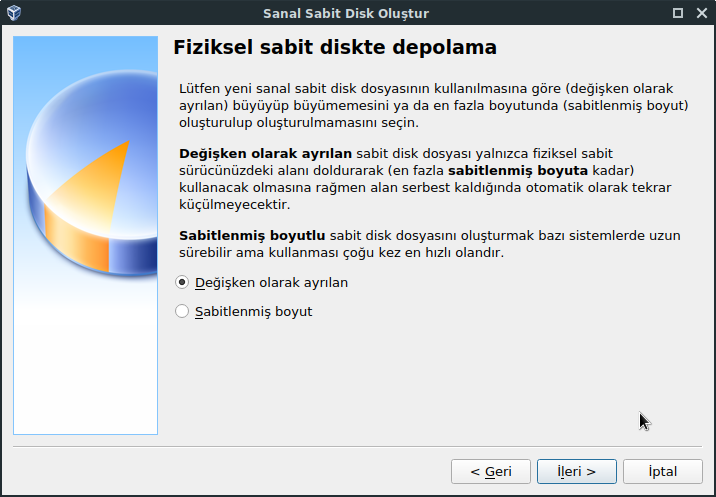 Sanal Sabit Disk Oluştur
Fiziksel sabit diskte depolama
Lütfen yeni sanal sabit disk dosyasının kullanılmasına göre (değişken olarak
ayrılan) büyüyüp büyümemesini ya da en fazla boyutunda (sabitlenmiş boyut)
oluşturulup oluşturulmamasını seçin.
Değişken olarak ayrılan sabit disk dosyası yalnızca fiziksel sabit
sürücünüzdeki alanı doldurarak (en fazla sabitlenmiş boyuta kadar)
kullanacak olmasına rağmen alan serbest kaldığında otomatik olarak tekrar
küçülmeyecektir.
Sabitlenmiş boyutlu sabit disk dosyasını oluşturmak bazı sistemlerde uzun
sürebilir ama kullanması çoğu kez en hızlı olandır.
Değişken olarak ayrılan
Sabitlenmiş boyut
< Geri
İleri >
İptal